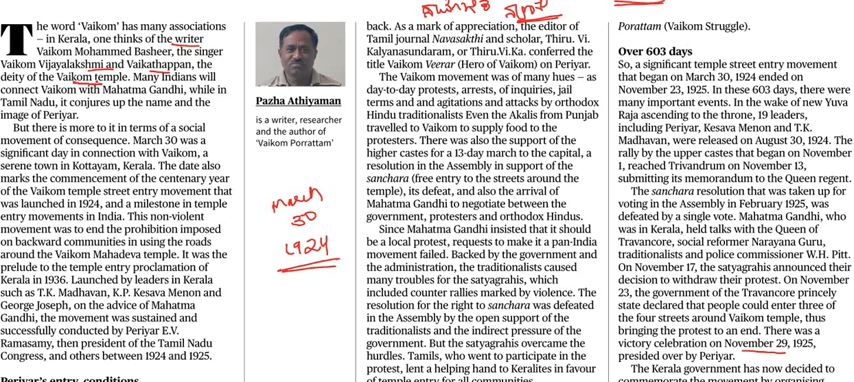 The word 'Vaikom' has many associations
– in Kerala, one thinks of the writer
Vaikom Mohammed Basheer, the singer
Vaikom Vijayalakshmi and Vaikathappan, the
deity of the Vaikom temple. Many Indians will
connect Vaikom with Mahatma Gandhi, while in
Tamil Nadu, it conjures up the name and the
image of Periyar.
But there is more to it in terms of a social
movement of consequence. March 30 was a
significant day in connection with Vaikom, a
serene town in Kottayam, Kerala. The date also
marks the commencement of the centenary year
of the Vaikom temple street entry movement that
was launched in 1924, and a milestone in temple
entry movements in India. This non-violent
movement was to end the prohibition imposed
on backward communities in using the roads
around the Vaikom Mahadeva temple. It was the
prelude to the temple entry proclamation of
Kerala in 1936. Launched by leaders in Kerala
such as T.K. Madhavan, K.P. Kesava Menon and
George Joseph, on the advice of Mahatma
Gandhi, the movement was sustained and
successfully conducted by Periyar E.V.
Ramasamy, then president of the Tamil Nadu
Congress, and others between 1924 and 1925.
Periyar's entry, conditions
Pazha Athiyaman
is a writer, researcher
and the author of
'Vaikom Porrattam'
March
30
1924
back. As a mark of appreciation, the editor of
Tamil journal Navasakthi and scholar, Thiru. Vi.
Kalyanasundaram, or Thiru.Vi.Ka. conferred the
title Vaikom Veerar (Hero of Vaikom) on Periyar.
The Vaikom movement was of many hues – as
day-to-day protests, arrests, of inquiries, jail
terms and and agitations and attacks by orthodox
Hindu traditionalists Even the Akalis from Punjab
travelled to Vaikom to supply food to the
protesters. There was also the support of the
higher castes for a 13-day march to the capital, a
resolution in the Assembly in support of the
sanchara (free entry to the streets around the
temple), its defeat, and also the arrival of
Mahatma Gandhi to negotiate between the
government, protesters and orthodox Hindus.
Since Mahatma Gandhi insisted that it should
be a local protest, requests to make it a pan-India
movement failed. Backed by the government and
the administration, the traditionalists caused
many troubles for the satyagrahis, which
included counter rallies marked by violence. The
resolution for the right to sanchara was defeated
in the Assembly by the open support of the
traditionalists and the indirect pressure of the
government. But the satyagrahis overcame the
hurdles. Tamils, who went to participate in the
protest, lent a helping hand to Keralites in favour
of temple entry for all communities.
Porattam (Vaikom Struggle).
Over 603 days
So, a significant temple street entry movement
that began on March 30, 1924 ended on
November 23, 1925. In these 603 days, there were
many important events. In the wake of new Yuva
Raja ascending to the throne, 19 leaders,
including Periyar, Kesava Menon and T.K.
Madhavan, were released on August 30, 1924. The
rally by the upper castes that began on November
1, reached Trivandrum on November 13,
submitting its memorandum to the Queen regent.
The sanchara resolution that was taken up for
voting in the Assembly in February 1925, was
defeated by a single vote. Mahatma Gandhi, who
was in Kerala, held talks with the Queen of
Travancore, social reformer Narayana Guru,
traditionalists and police commissioner W.H. Pitt.
On November 17, the satyagrahis announced their
decision to withdraw their protest. On November
23, the government of the Travancore princely
state declared that people could enter three of
the four streets around Vaikom temple, thus
bringing the protest to an end. There was a
victory celebration on November 29, 1925,
presided over by Periyar.
The Kerala government has now decided to
commemorate the movement by organising